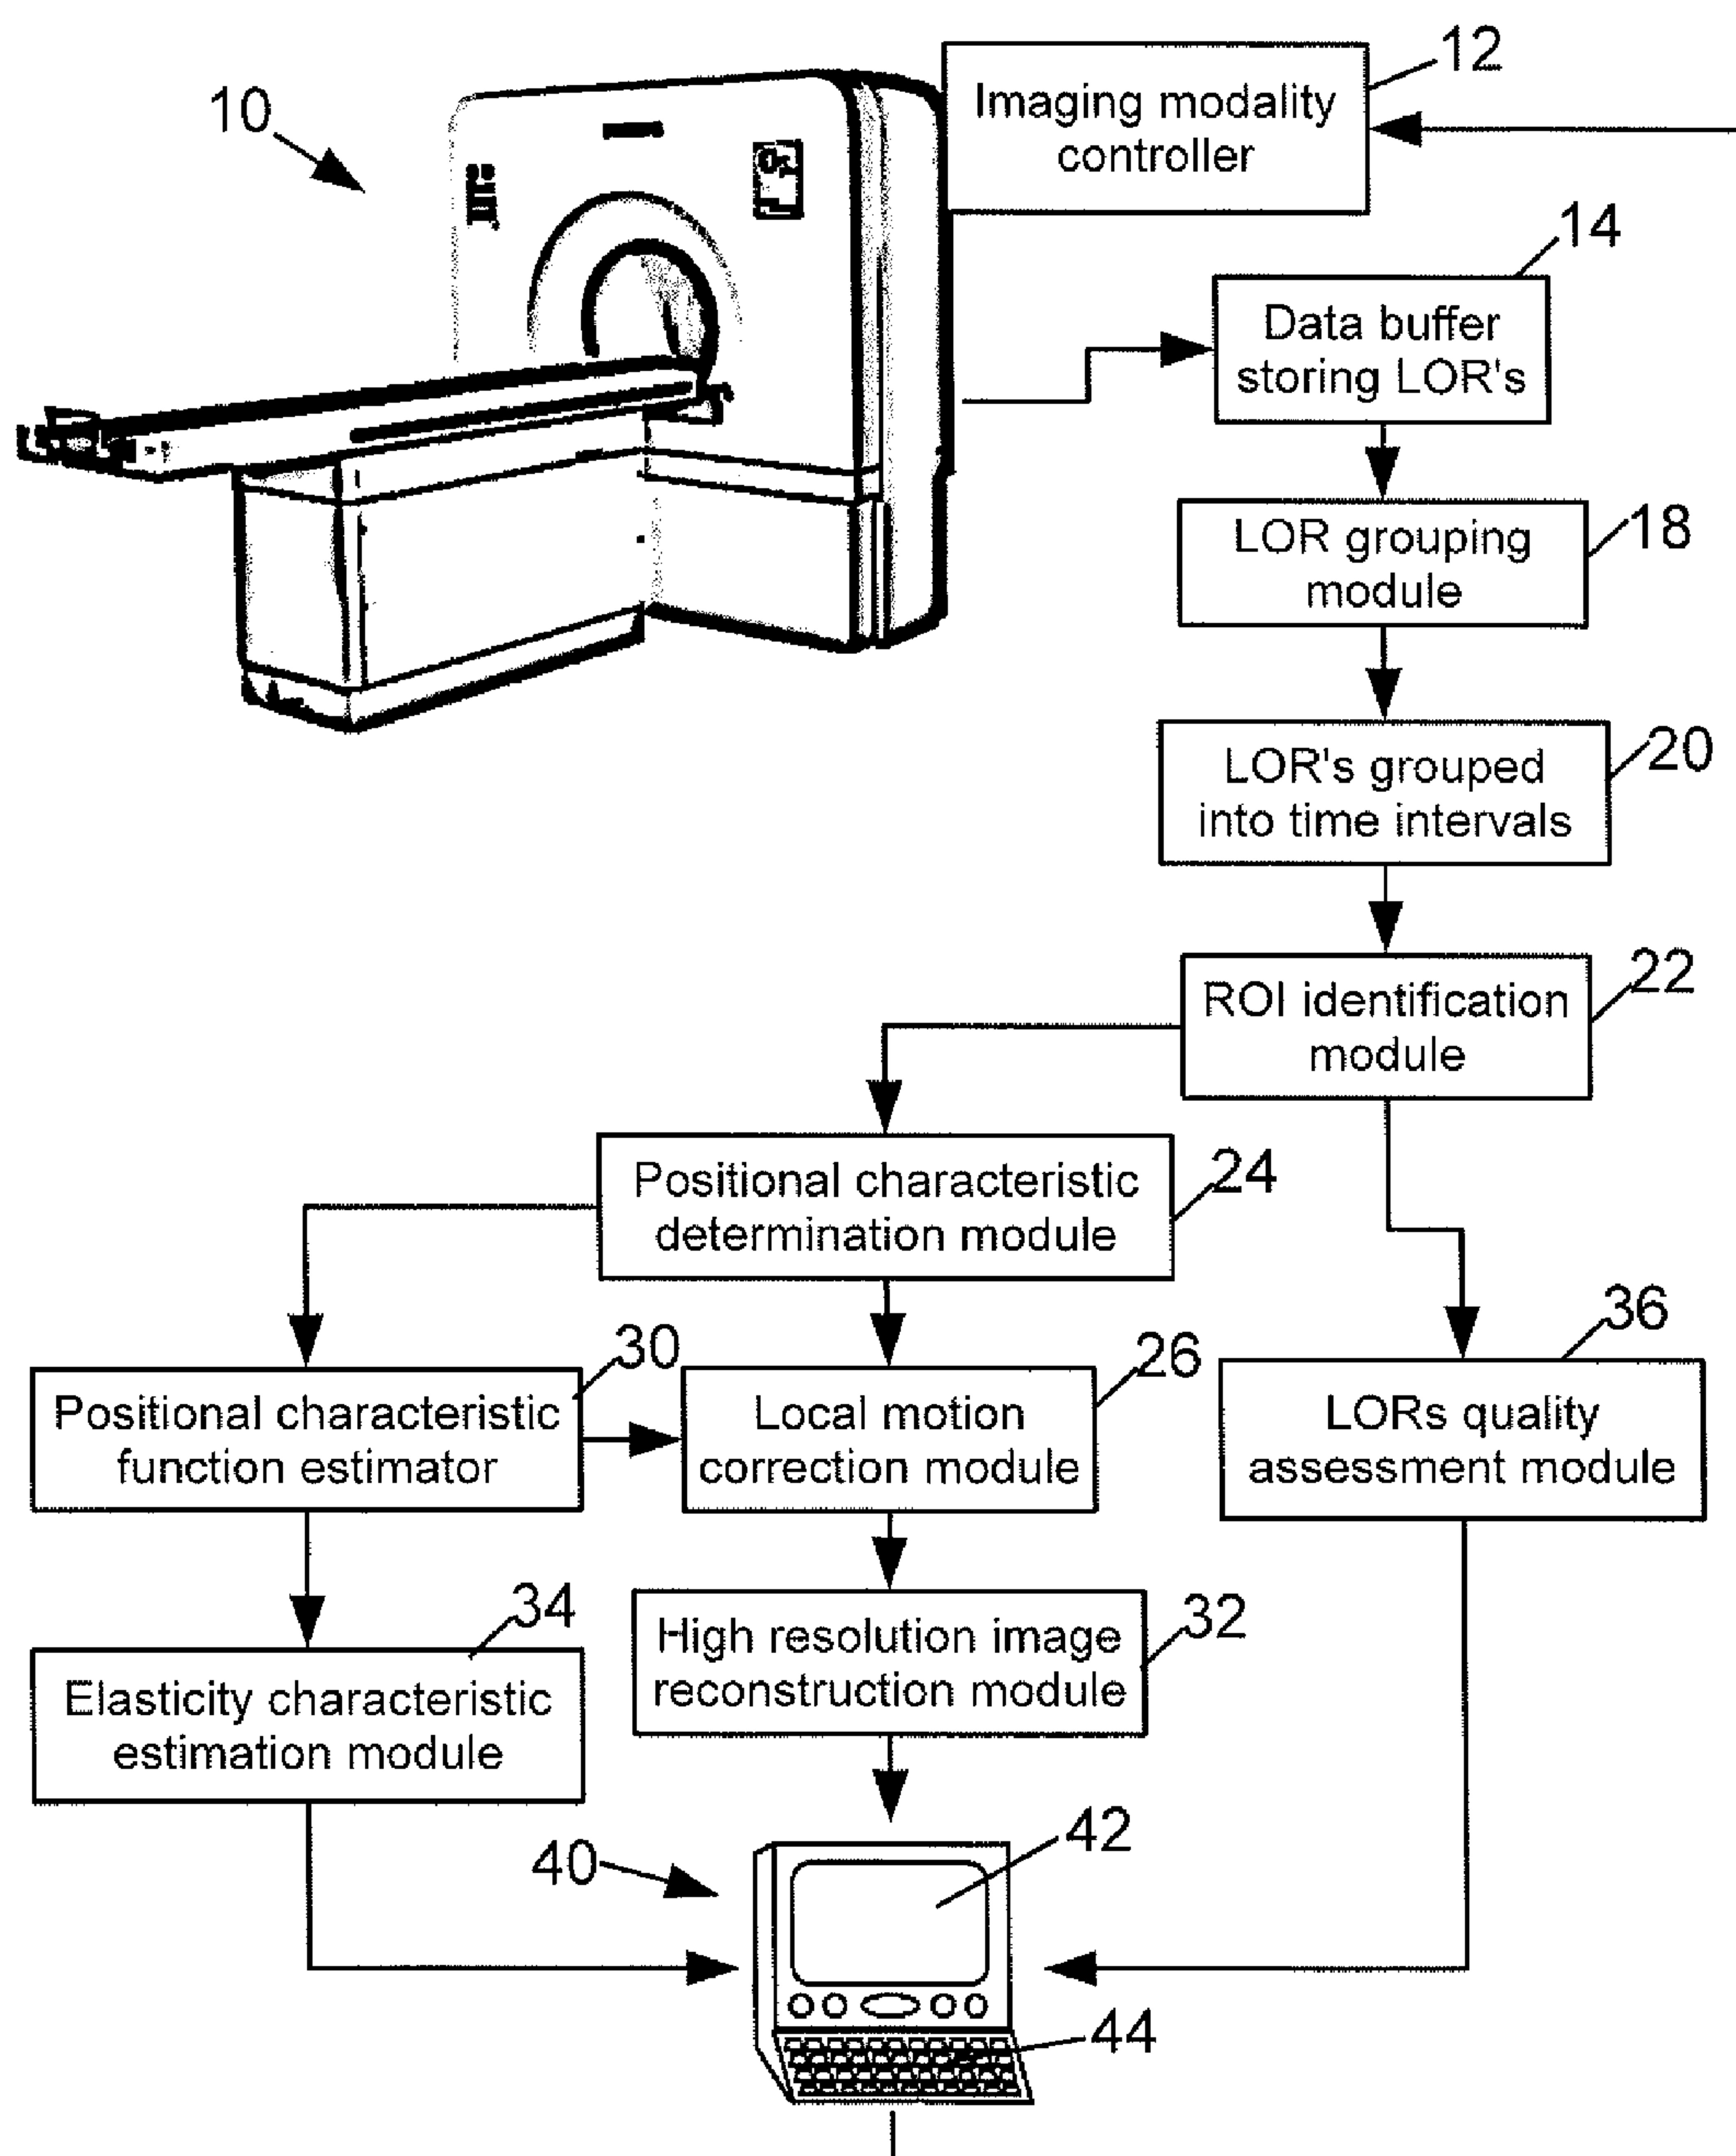 10
12
Imaging modality
controller
14
Data buffer
storing LOR's
18
LOR grouping
module
20
LOR's grouped
into time intervals
22
ROI identification
module
24
Positional characteristic
determination module
30
Positional characteristic
function estimator
26
Local motion
correction module
36
LORs quality
assessment module
34
Elasticity characteristic
estimation module
32
High resolution image
reconstruction module
40
42
44